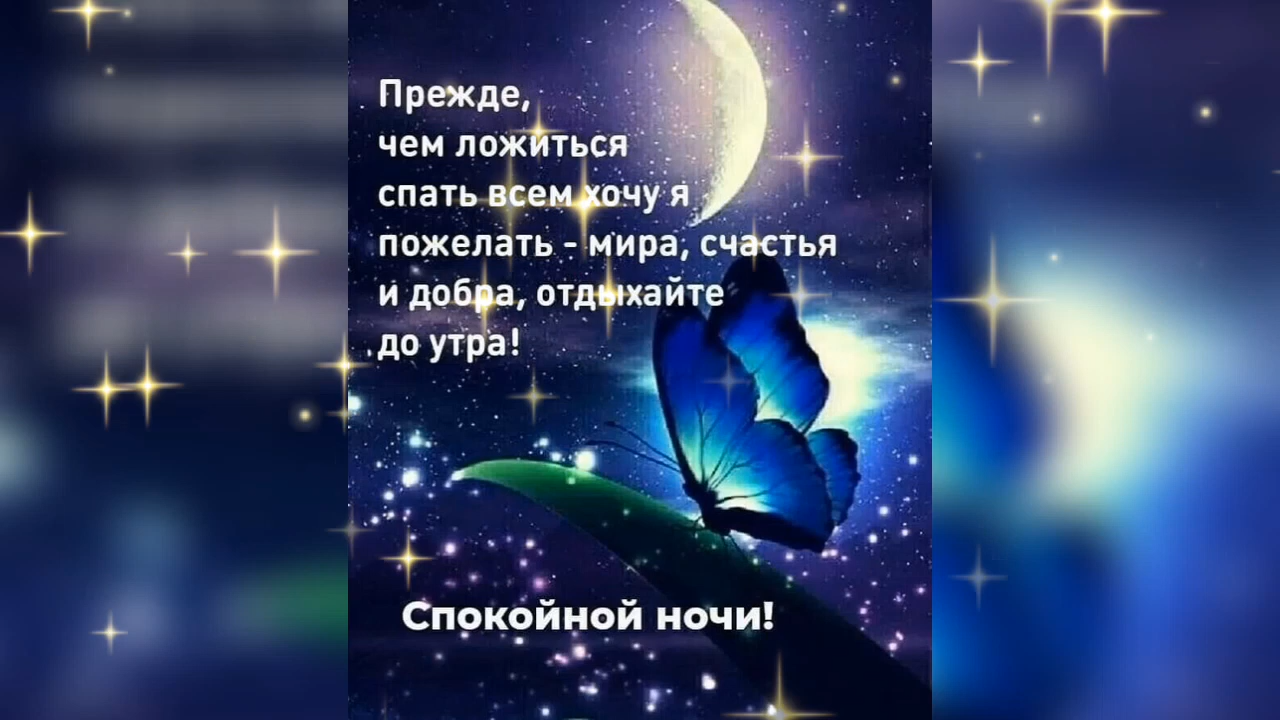 Прежде,
чем ложиться
спать всем хочу я
пожелать - мира, счастья
и добра, отдыхайте
до утра!
Спокойной ночи!